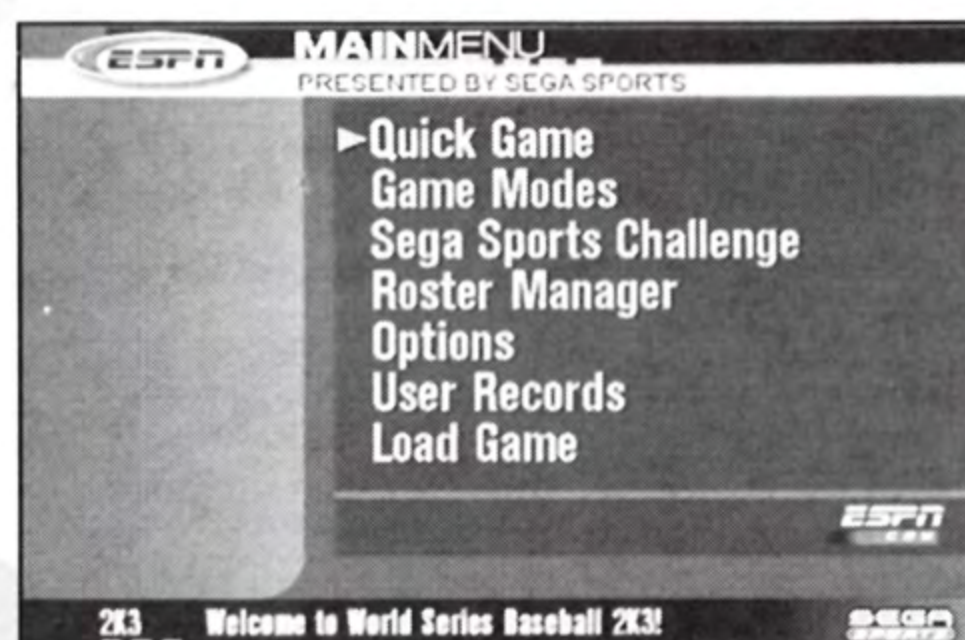 ESPN
MAINMENU
PRESENTED BY SEGA SPORTS
Quick Game
Game Modes
Sega Sports Challenge
Roster Manager
Options
User Records
Load Game
ESPN
.COM
2K3 Welcome to World Series Baseball 2K3!
SEGA